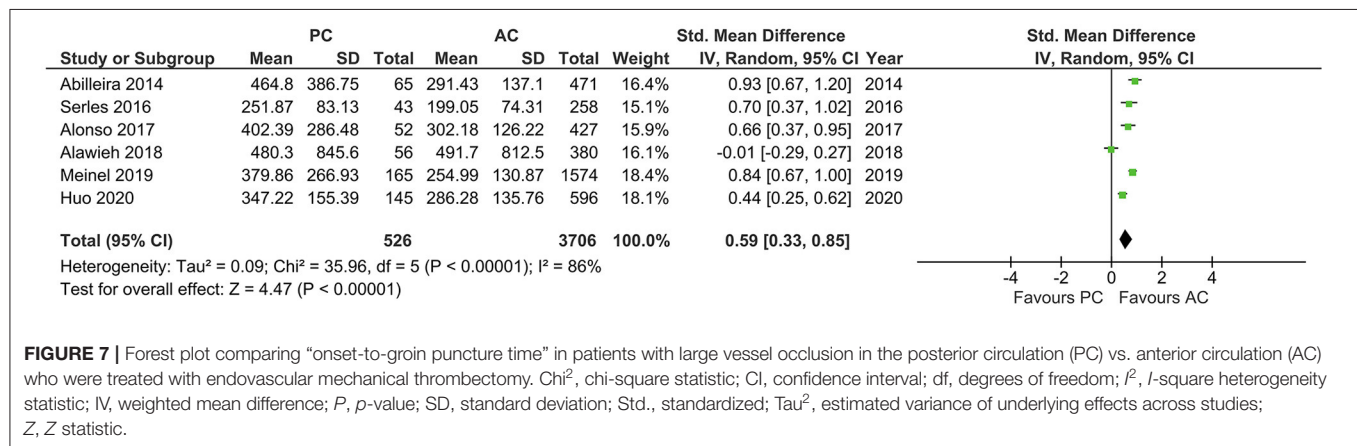 PC AC Std. Mean Difference Std. Mean Difference
Study or Subgroup Mean SD Total Mean SD Total Weight IV, Random, 95% CI Year IV, Random, 95% CI
Abilleira 2014 464.8 386.75 65 291.43 137.1 471 16.4% 0.93 [0.67, 1.20] 2014
Serles 2016 251.87 83.13 43 199.05 74.31 258 15.1% 0.70 [0.37, 1.02] 2016
Alonso 2017 402.39 286.48 52 302.18 126.22 427 15.9% 0.66 [0.37, 0.95] 2017
Alawieh 2018 480.3 845.6 56 491.7 812.5 380 16.1% -0.01 [-0.29, 0.27] 2018
Meinel 2019 379.86 266.93 165 254.99 130.87 1574 18.4% 0.84 [0.67, 1.00] 2019
Huo 2020 347.22 155.39 145 286.28 135.76 596 18.1% 0.44 [0.25, 0.62] 2020
Total (95% CI) 526 3706 100.0% 0.59 [0.33, 0.85]
Heterogeneity: Tau² = 0.09; Chi² = 35.96, df = 5 (P < 0.00001); I² = 86%
Test for overall effect: Z = 4.47 (P < 0.00001)
-4 -2 0 2 4
Favours PC Favours AC
FIGURE 7 | Forest plot comparing “onset-to-groin puncture time” in patients with large vessel occlusion in the posterior circulation (PC) vs. anterior circulation (AC)
who were treated with endovascular mechanical thrombectomy. Chi², chi-square statistic; CI, confidence interval; df, degrees of freedom; I², I-square heterogeneity
statistic; IV, weighted mean difference; P, p-value; SD, standard deviation; Std., standardized; Tau², estimated variance of underlying effects across studies;
Z, Z statistic.